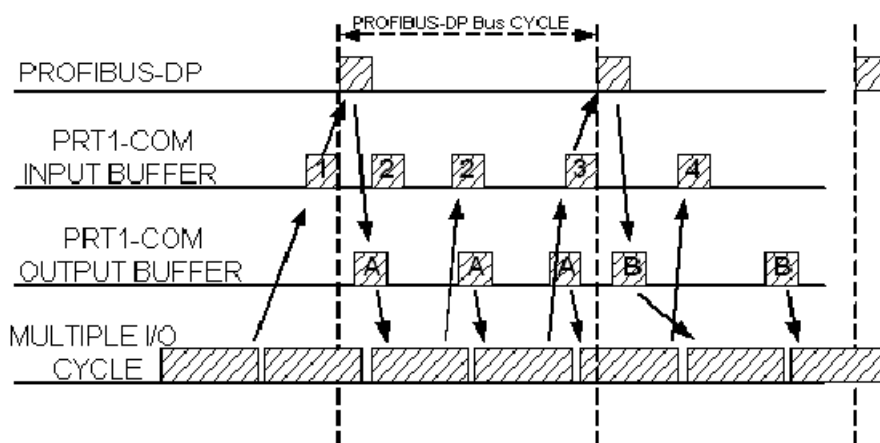 PROFIBUS-DP Bus CYCLE
PROFIBUS-DP
PRT1-COM
INPUT BUFFER
1 2 2 3 4
PRT1-COM
OUTPUT BUFFER
A A A B B
MULTIPLE I/O
CYCLE